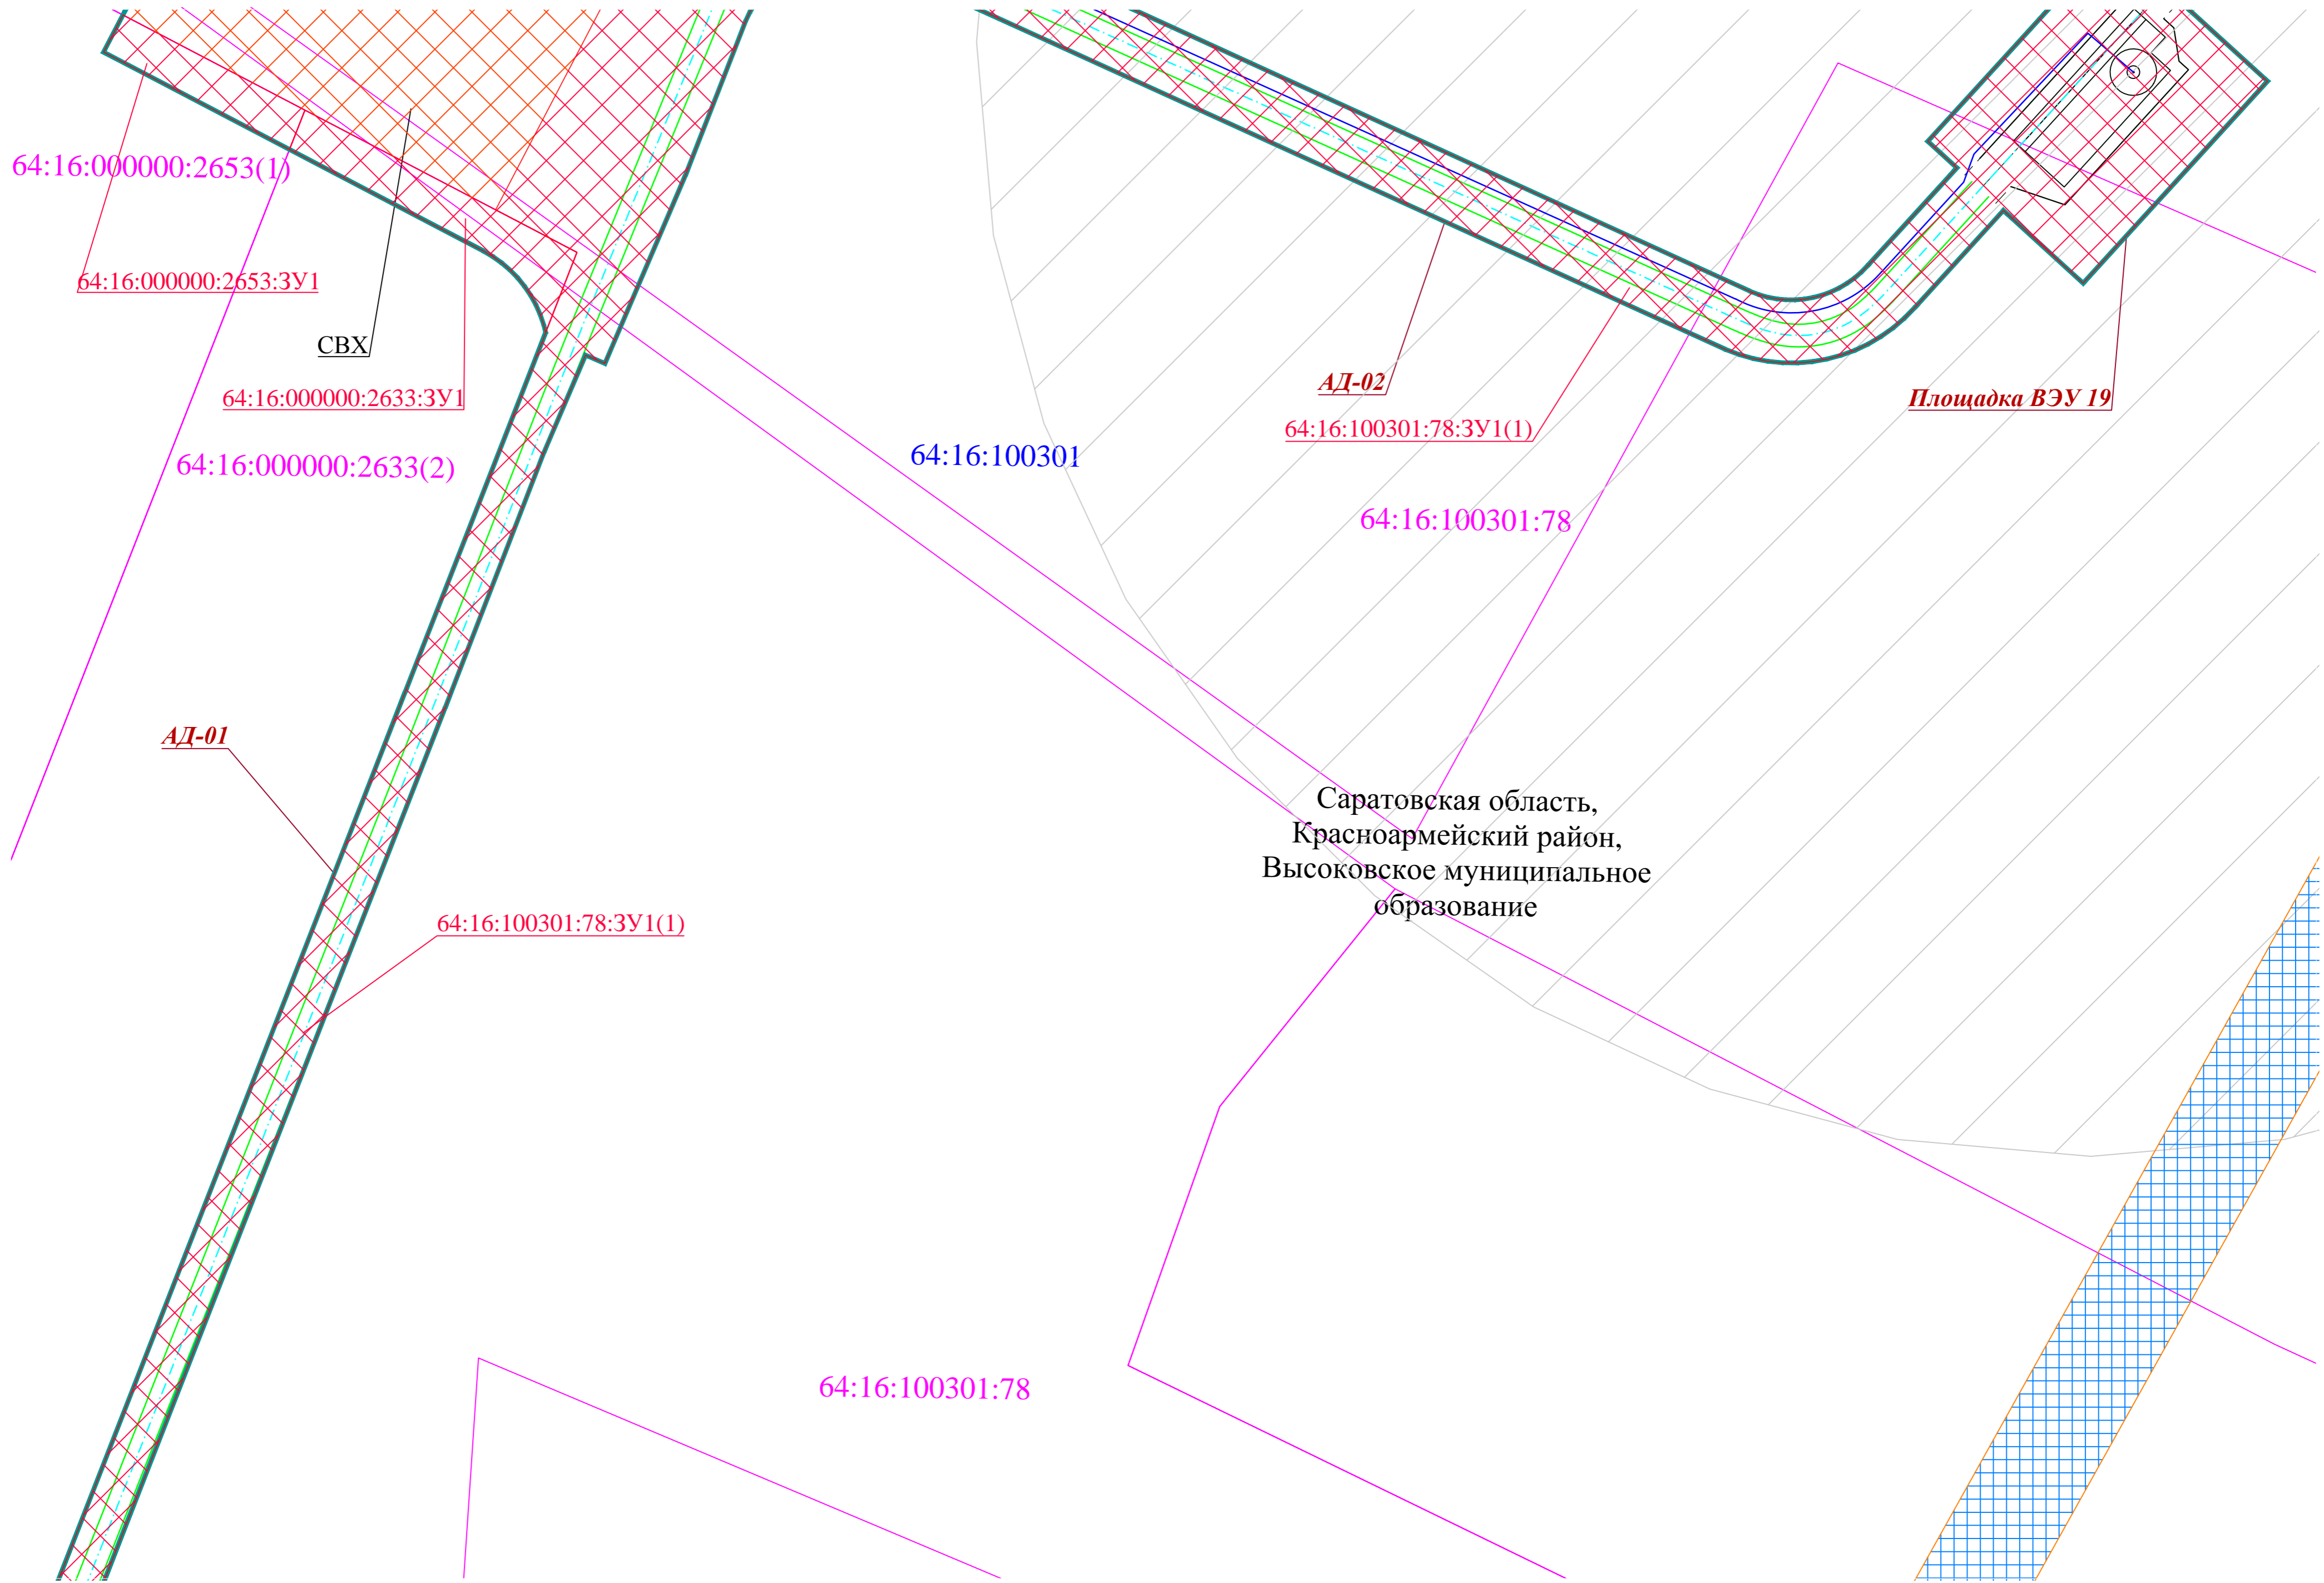 64:16:000000:2653(1)
64:16:000000:2653:ЗУ1
СВХ
64:16:000000:2633:ЗУ1
64:16:000000:2633(2)
АД-02
64:16:100301:78:ЗУ1(1)
Площадка ВЭУ 19
64:16:100301
64:16:100301:78
АД-01
Саратовская область,
Красноармейский район,
Высоковское муниципальное
образование
64:16:100301:78:ЗУ1(1)
64:16:100301:78